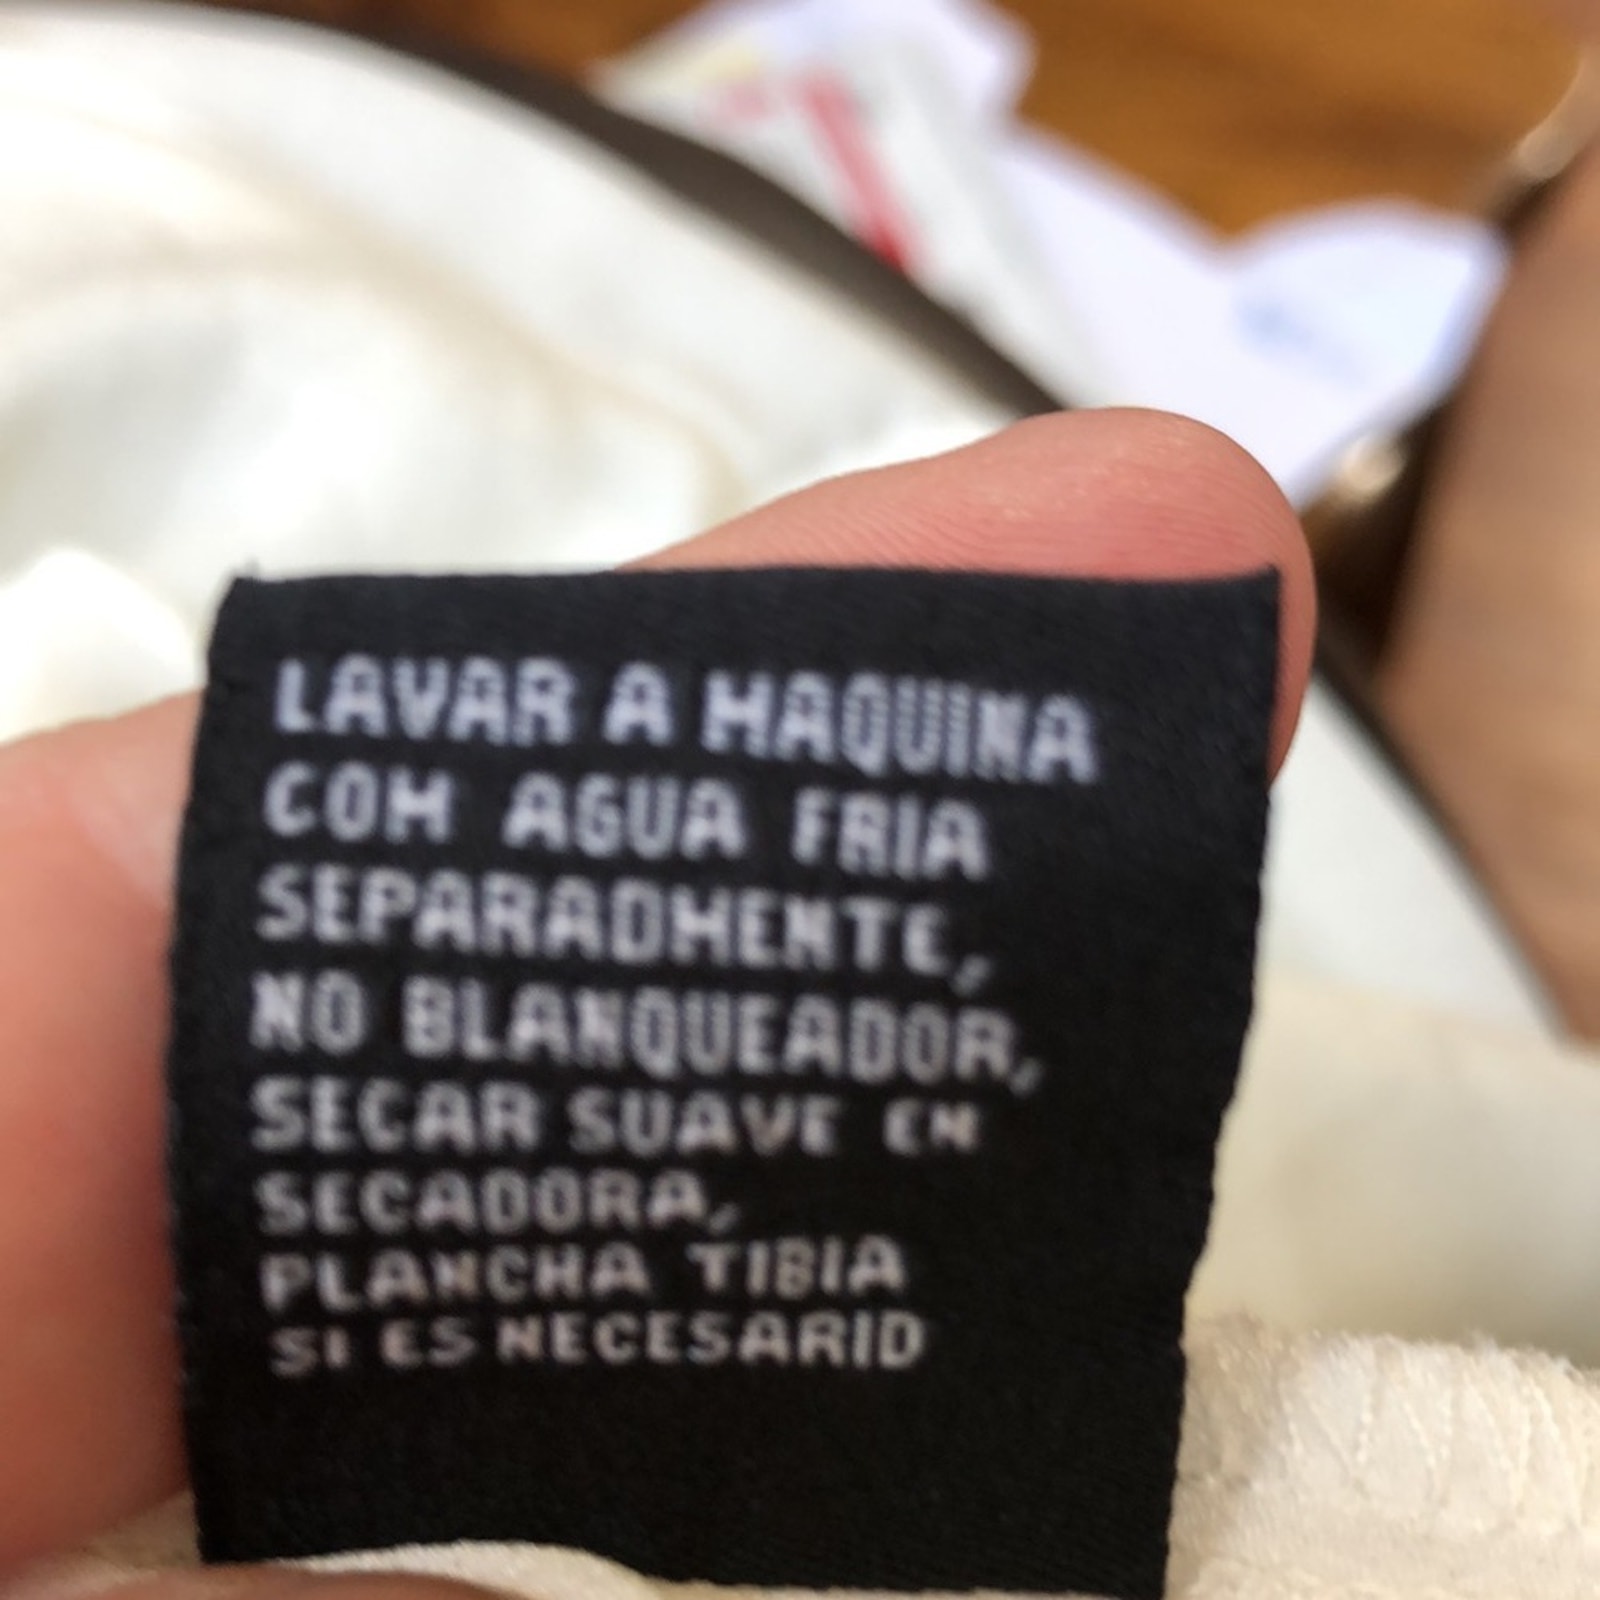 LAVAR A MAQUINA
COM AGUA FRIA
SEPARADMENTE,
NO BLANQUEADOR,
SECAR SUAVE EN
SECADORA,
PLANCHA TIBIA
SI ES NECESARID